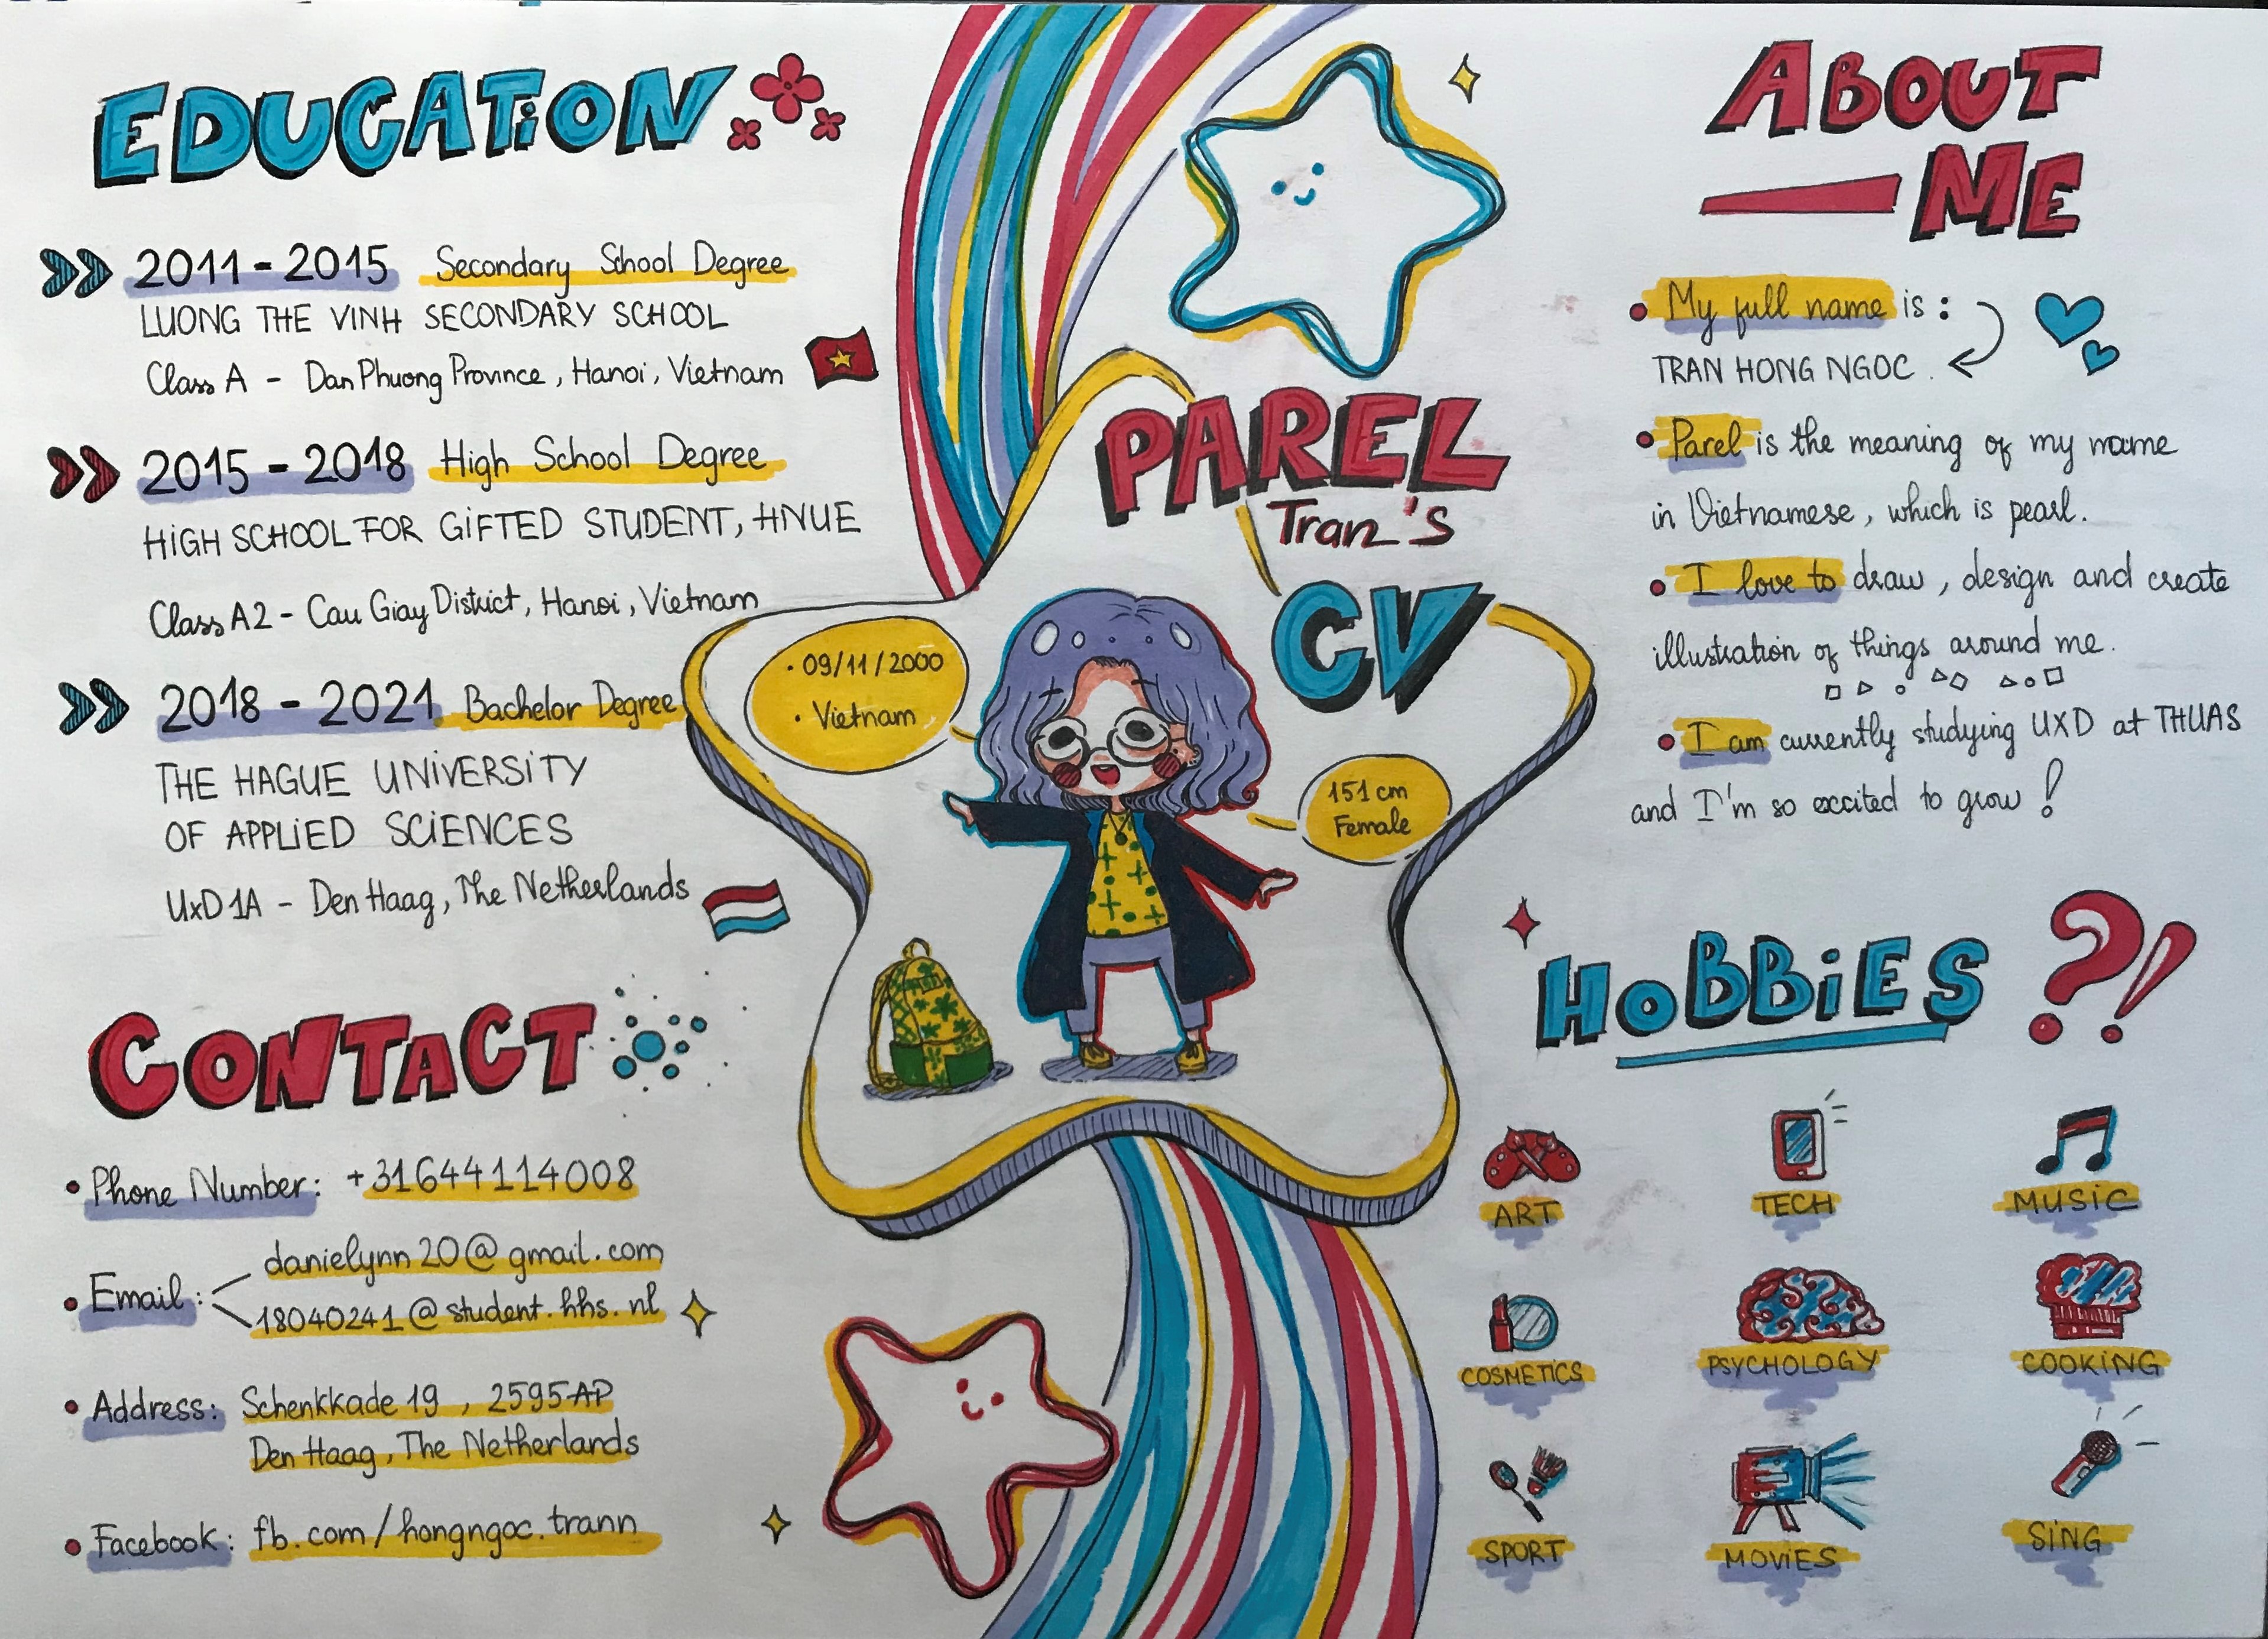 EDUCATiON
2011 - 2015 Secondary School Degree
LUONG THE VINH SECONDARY SCHOOL
Class A - Dan Phuong Province, Hanoi, Vietnam
2015 - 2018 High School Degree
HiGH SCHOOL FOR GiFTED STUDENT, HNUE
Class A2 - Cau Giay District, Hanoi, Vietnam
2018 - 2021 Bachelor Degree
THE HAGUE UNiVERSiTY
OF APPLiED SCiENCES
UxD 1A - Den Haag, The Netherlands
CONTACT
• Phone Number: +31644114008
• Email:
danielynn20@gmail.com
18040241@student.hhs.nl
• Address: Schenkkade 19, 2595AP
Den Haag, The Netherlands
• Facebook: fb.com/hongngoc.trann
PAREL
Tran's
CV
• 09/11/2000
• Vietnam
151 cm
Female
ABOUT
ME
• My full name is:
TRAN HONG NGOC.
• Parel is the meaning of my name
in Vietnamese, which is pearl.
• I love to draw, design and create
illustration of things around me.
• I am currently studying UXD at THUAS
and I'm so excited to grow!
HOBBiES?!
ART TECH MUSiC
COSMETiCS PSYCHOLOGY COOKiNG
SPORT MOViES SiNG